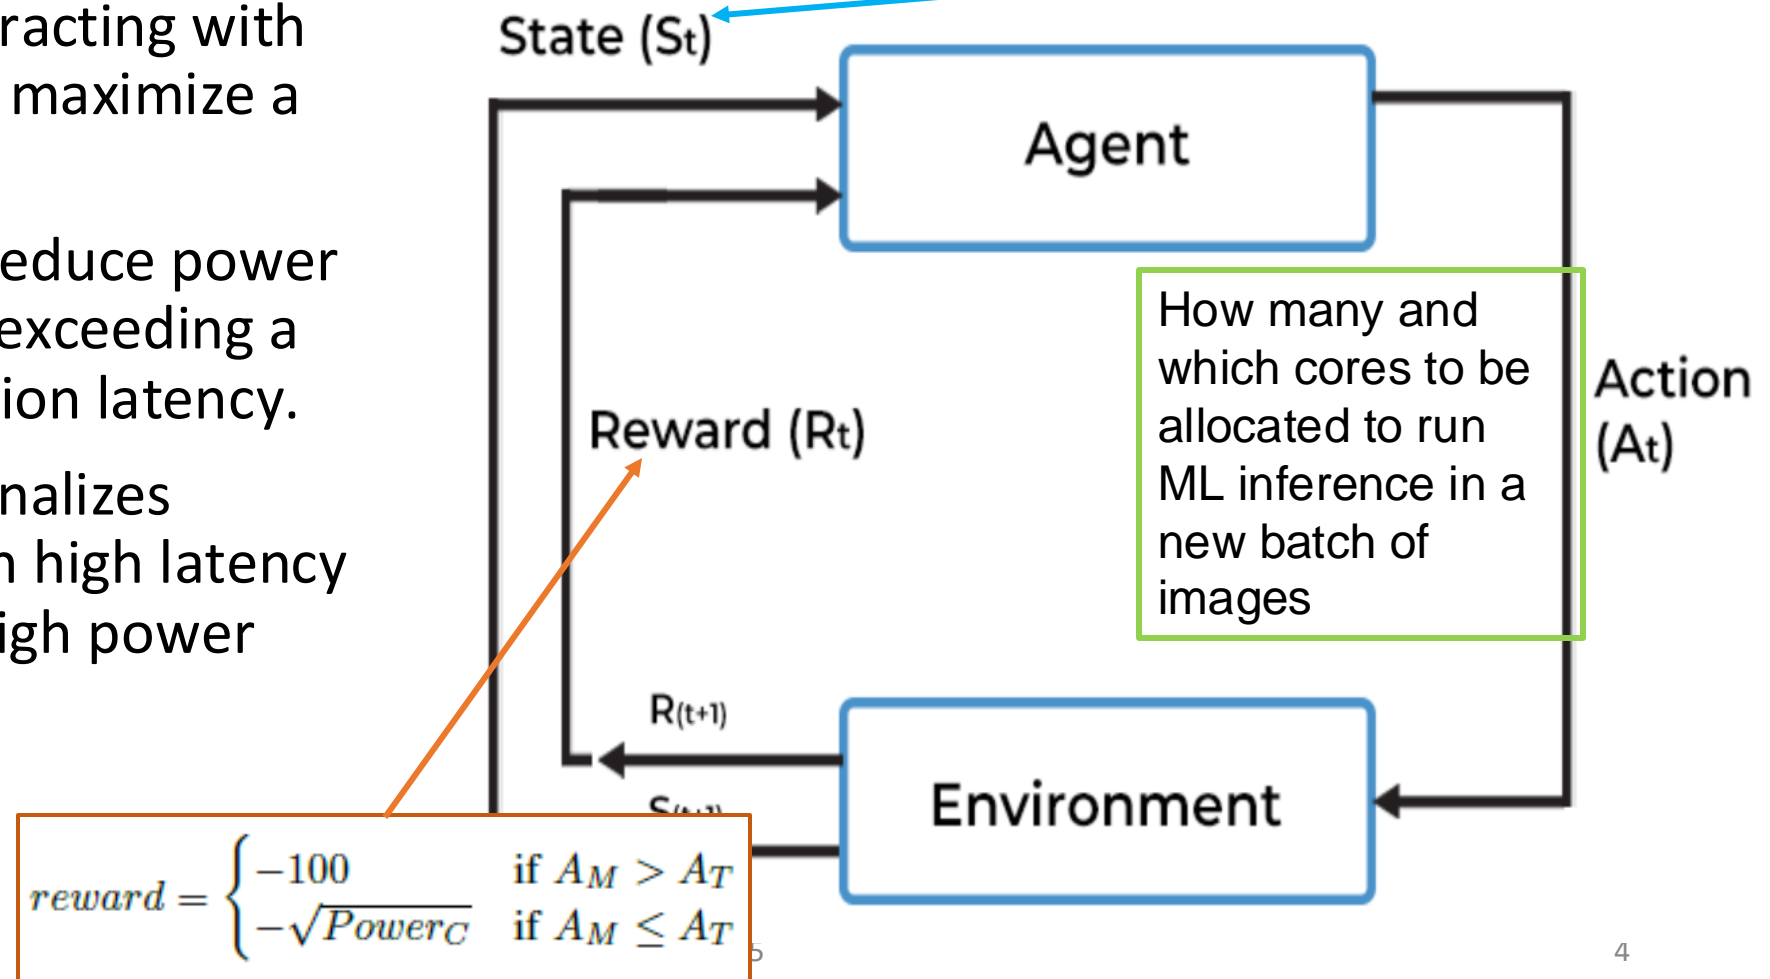 racting with
maximize a
educe power
exceeding a
ion latency.
nalizes
high latency
igh power
State (St)
Agent
How many and
which cores to be
allocated to run
ML inference in a
new batch of
images
Action
(At)
Reward (Rt)
R(t+1)
S(t+1)
Environment
reward = { -100 if A_M > A_T
-√Power_C if A_M ≤ A_T
5
4